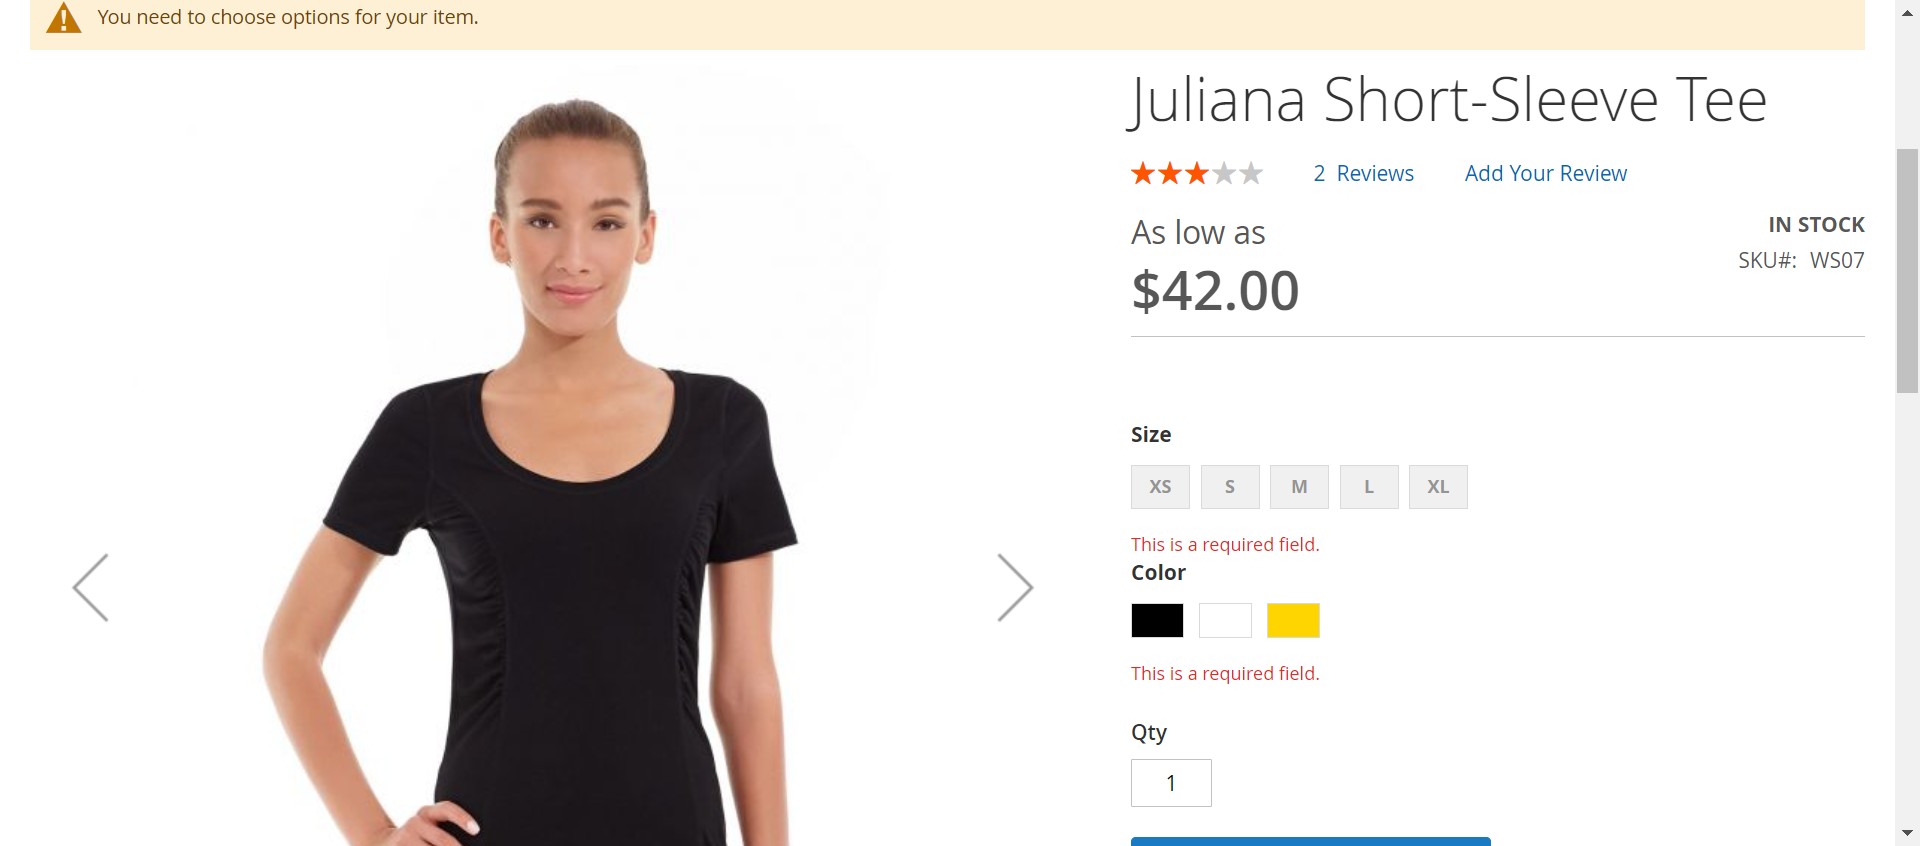 You need to choose options for your item.
Juliana Short-Sleeve Tee
2 Reviews Add Your Review
As low as
$42.00
IN STOCK
SKU#: WS07
Size
XS S M L XL
This is a required field.
Color
This is a required field.
Qty
1